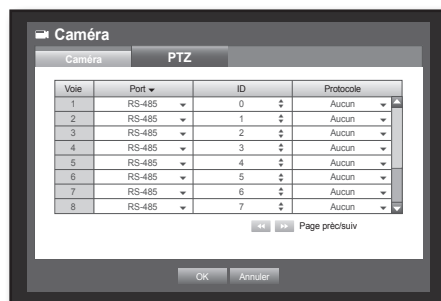 Caméra
Caméra PTZ
Voie Port ID Protocole
1 RS-485 0 Aucun
2 RS-485 1 Aucun
3 RS-485 2 Aucun
4 RS-485 3 Aucun
5 RS-485 4 Aucun
6 RS-485 5 Aucun
7 RS-485 6 Aucun
8 RS-485 7 Aucun
Page prèc/suiv
OK Annuler